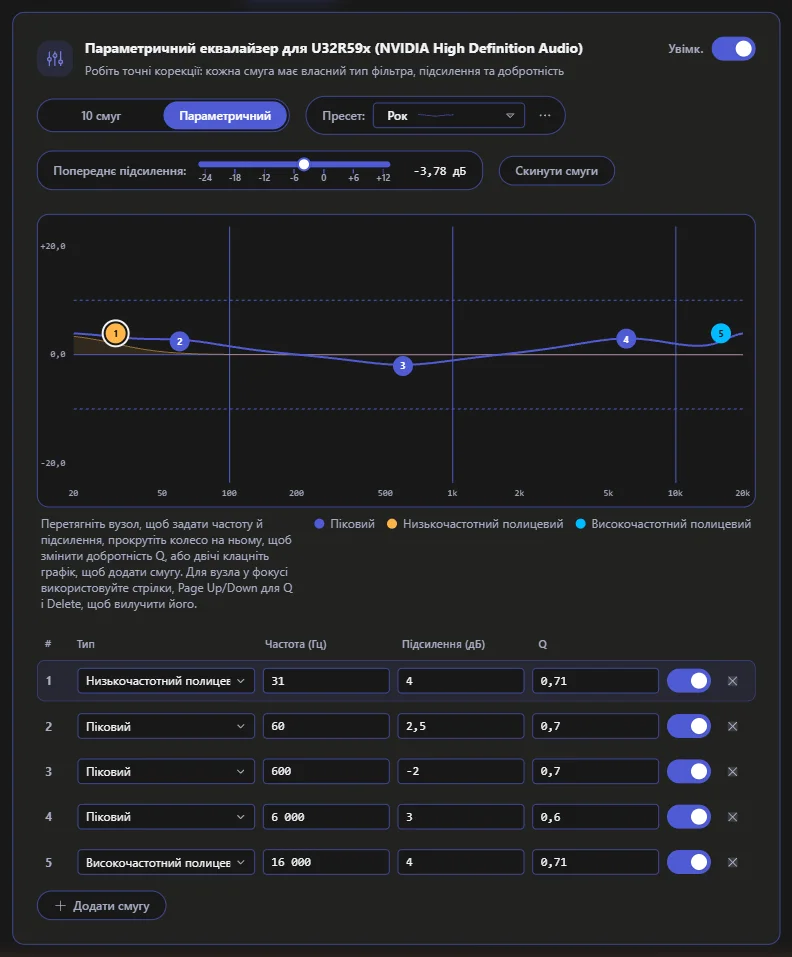 Параметричний еквалайзер для U32R59x (NVIDIA High Definition Audio)
Увімк.
Робіть точні корекції: кожна смуга має власний тип фільтра, підсилення та добротність
10 смуг
Параметричний
Пресет:
Рок
...
Попереднє підсилення:
-24 -18 -12 -6 0 +6 +12
-3,78 дБ
Скинути смуги
+20,0
0,0
-20,0
1
2
3
4
5
20 50 100 200 500 1k 2k 5k 10k 20k
Перетягніть вузол, щоб задати частоту й
підсилення, прокрутіть колесо на ньому, щоб
змінити добротність Q, або двічі клацніть
графік, щоб додати смугу. Для вузла у фокусі
використовуйте стрілки, Page Up/Down для Q
і Delete, щоб вилучити його.
Піковий
Низькочастотний полицевий
Високочастотний полицевий
# Тип Частота (Гц) Підсилення (дБ) Q
1 Низькочастотний полицев 31 4 0,71
2 Піковий 60 2,5 0,7
3 Піковий 600 -2 0,7
4 Піковий 6 000 3 0,6
5 Високочастотний полицев 16 000 4 0,71
+ Додати смугу